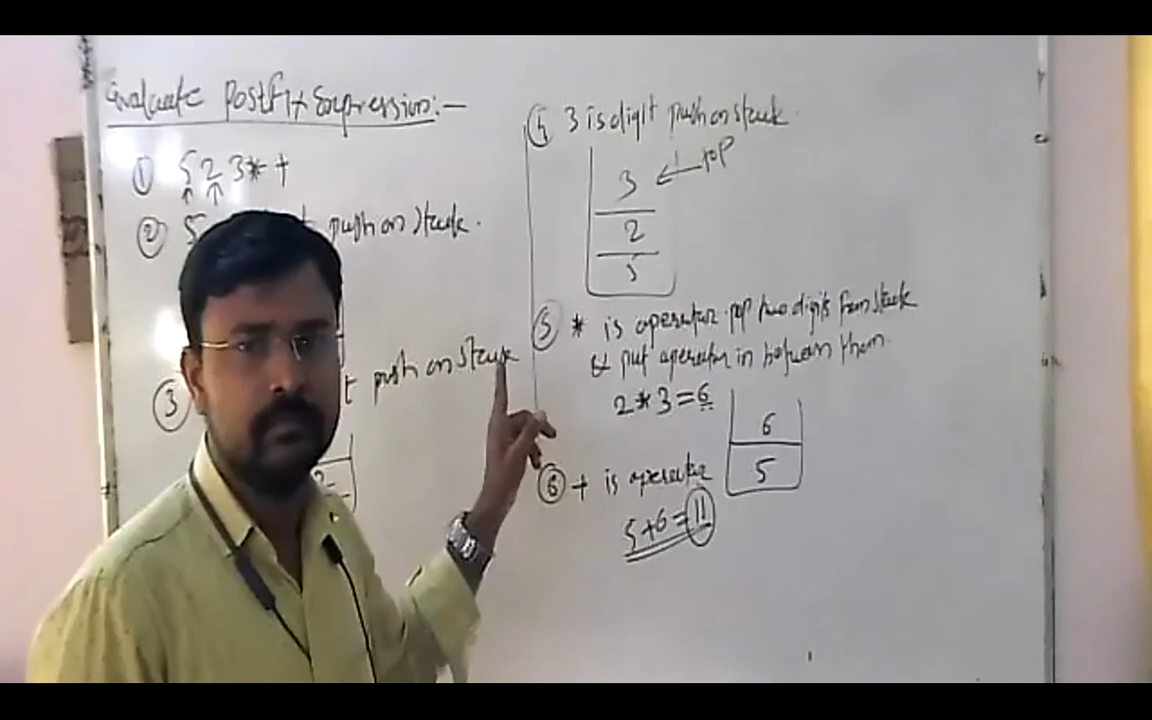 Evaluate Postfix Expression:-
① 5 2 3 * +
② 5 push on stack.
③ push on stack
2
④ 3 is digit push on stack.
3 ← top
2
5
⑤ * is operator pop two digits from stack
& put operator in between them.
2 * 3 = 6
6
5
⑥ + is operator
5+6=11